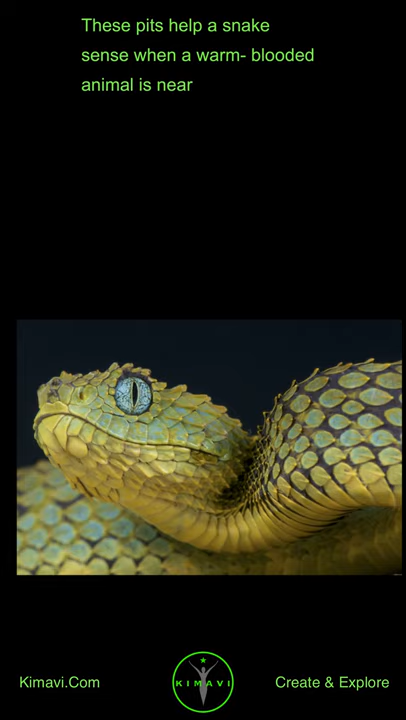 These pits help a snake
sense when a warm- blooded
animal is near
KIMAVI
Kimavi.Com
Create & Explore